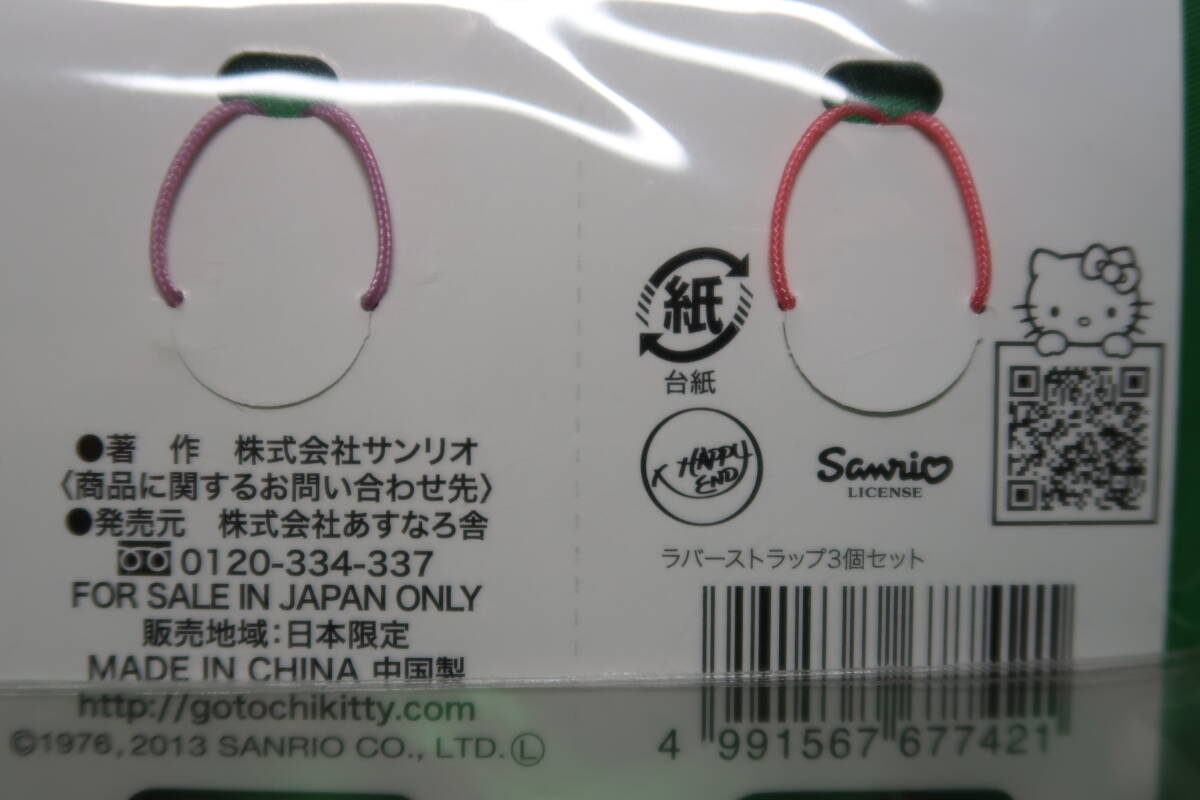 ●著 作 株式会社サンリオ
〈商品に関するお問い合わせ先〉
●発売元 株式会社あすなろ舎
0120-334-337
FOR SALE IN JAPAN ONLY
販売地域:日本限定
MADE IN CHINA 中国製
http://gotochikitty.com
©1976, 2013 SANRIO CO., LTD. Ⓛ
紙
台紙
HAPPY
END
Sanrio
LICENSE
ラバーストラップ3個セット
4 991567 677421